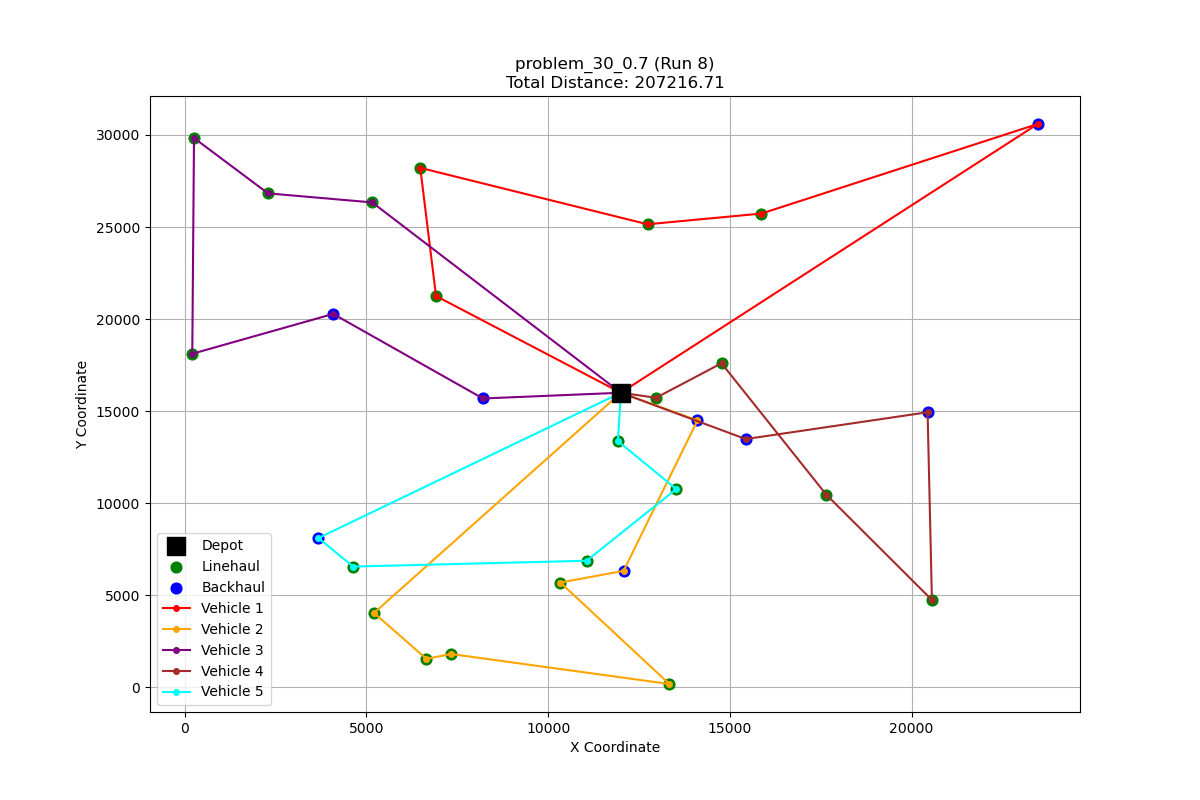 problem_30_0.7 (Run 8)
Total Distance: 207216.71
Y Coordinate
30000
25000
20000
15000
10000
5000
0
Depot
Linehaul
Backhaul
Vehicle 1
Vehicle 2
Vehicle 3
Vehicle 4
Vehicle 5
0 5000 10000 15000 20000
X Coordinate